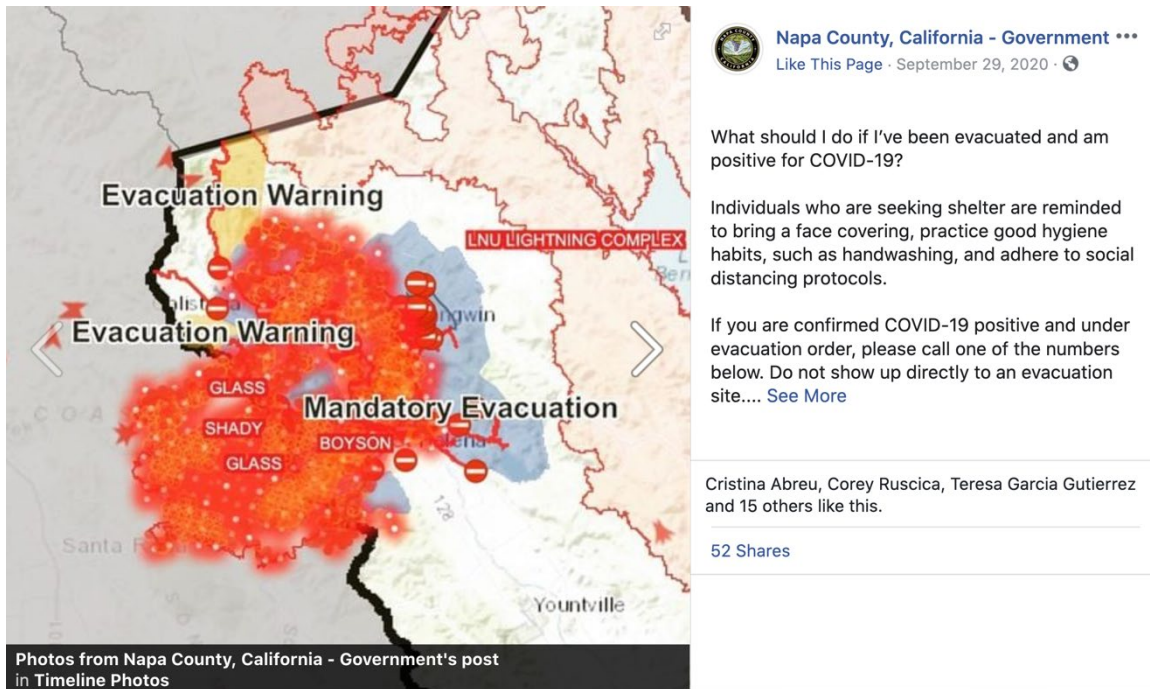 Evacuation Warning
LNU LIGHTNING COMPLEX
Evacuation Warning
GLASS
Mandatory Evacuation
SHADY
BOYSON
GLASS
128
Santa R
Yountville
Photos from Napa County, California - Government's post
in Timeline Photos
NAPA COUNTY
CALIFORNIA
Napa County, California - Government
Like This Page · September 29, 2020 ·
What should I do if I’ve been evacuated and am
positive for COVID-19?
Individuals who are seeking shelter are reminded
to bring a face covering, practice good hygiene
habits, such as handwashing, and adhere to social
distancing protocols.
If you are confirmed COVID-19 positive and under
evacuation order, please call one of the numbers
below. Do not show up directly to an evacuation
site.... See More
Cristina Abreu, Corey Ruscica, Teresa Garcia Gutierrez
and 15 others like this.
52 Shares